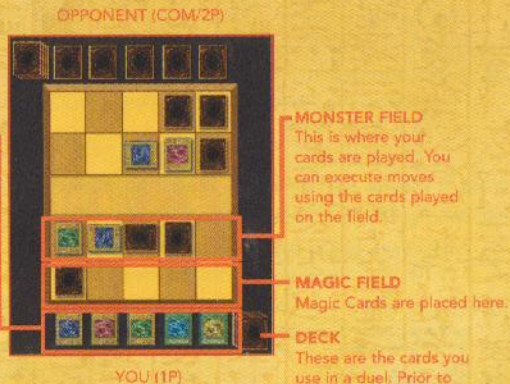 OPPONENT (COM/2P)
MONSTER FIELD
This is where your
cards are played. You
can execute moves
using the cards played
on the field.
MAGIC FIELD
Magic Cards are placed here.
DECK
These are the cards you
use in a duel. Prior to
YOU (1P)